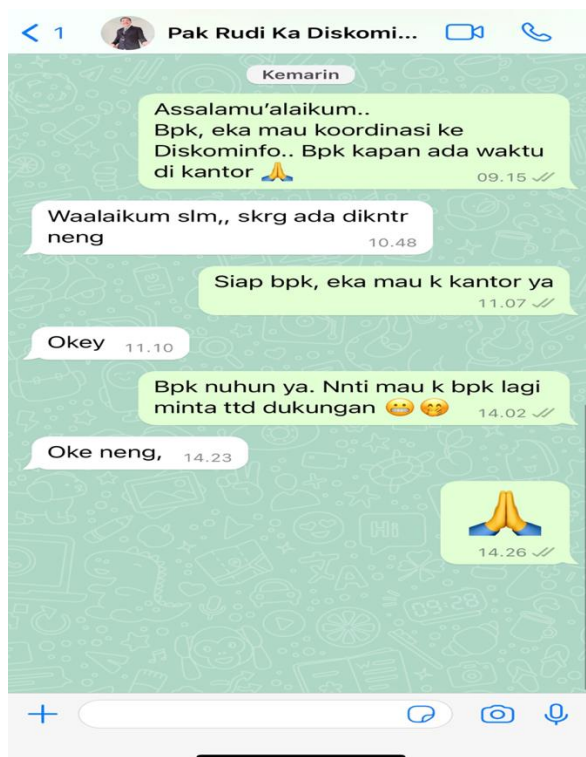 1
Pak Rudi Ka Diskomi...
Kemarin
Assalamu'alaikum..
Bpk, eka mau koordinasi ke
Diskominfo.. Bpk kapan ada waktu
di kantor 🙏
09.15
Waalaikum slm,, skrg ada dikntr
neng
10.48
Siap bpk, eka mau k kantor ya
11.07
Okey
11.10
Bpk nuhun ya. Nnti mau k bpk lagi
minta ttd dukungan 😬 🤭
14.02
Oke neng,
14.23
🙏
14.26